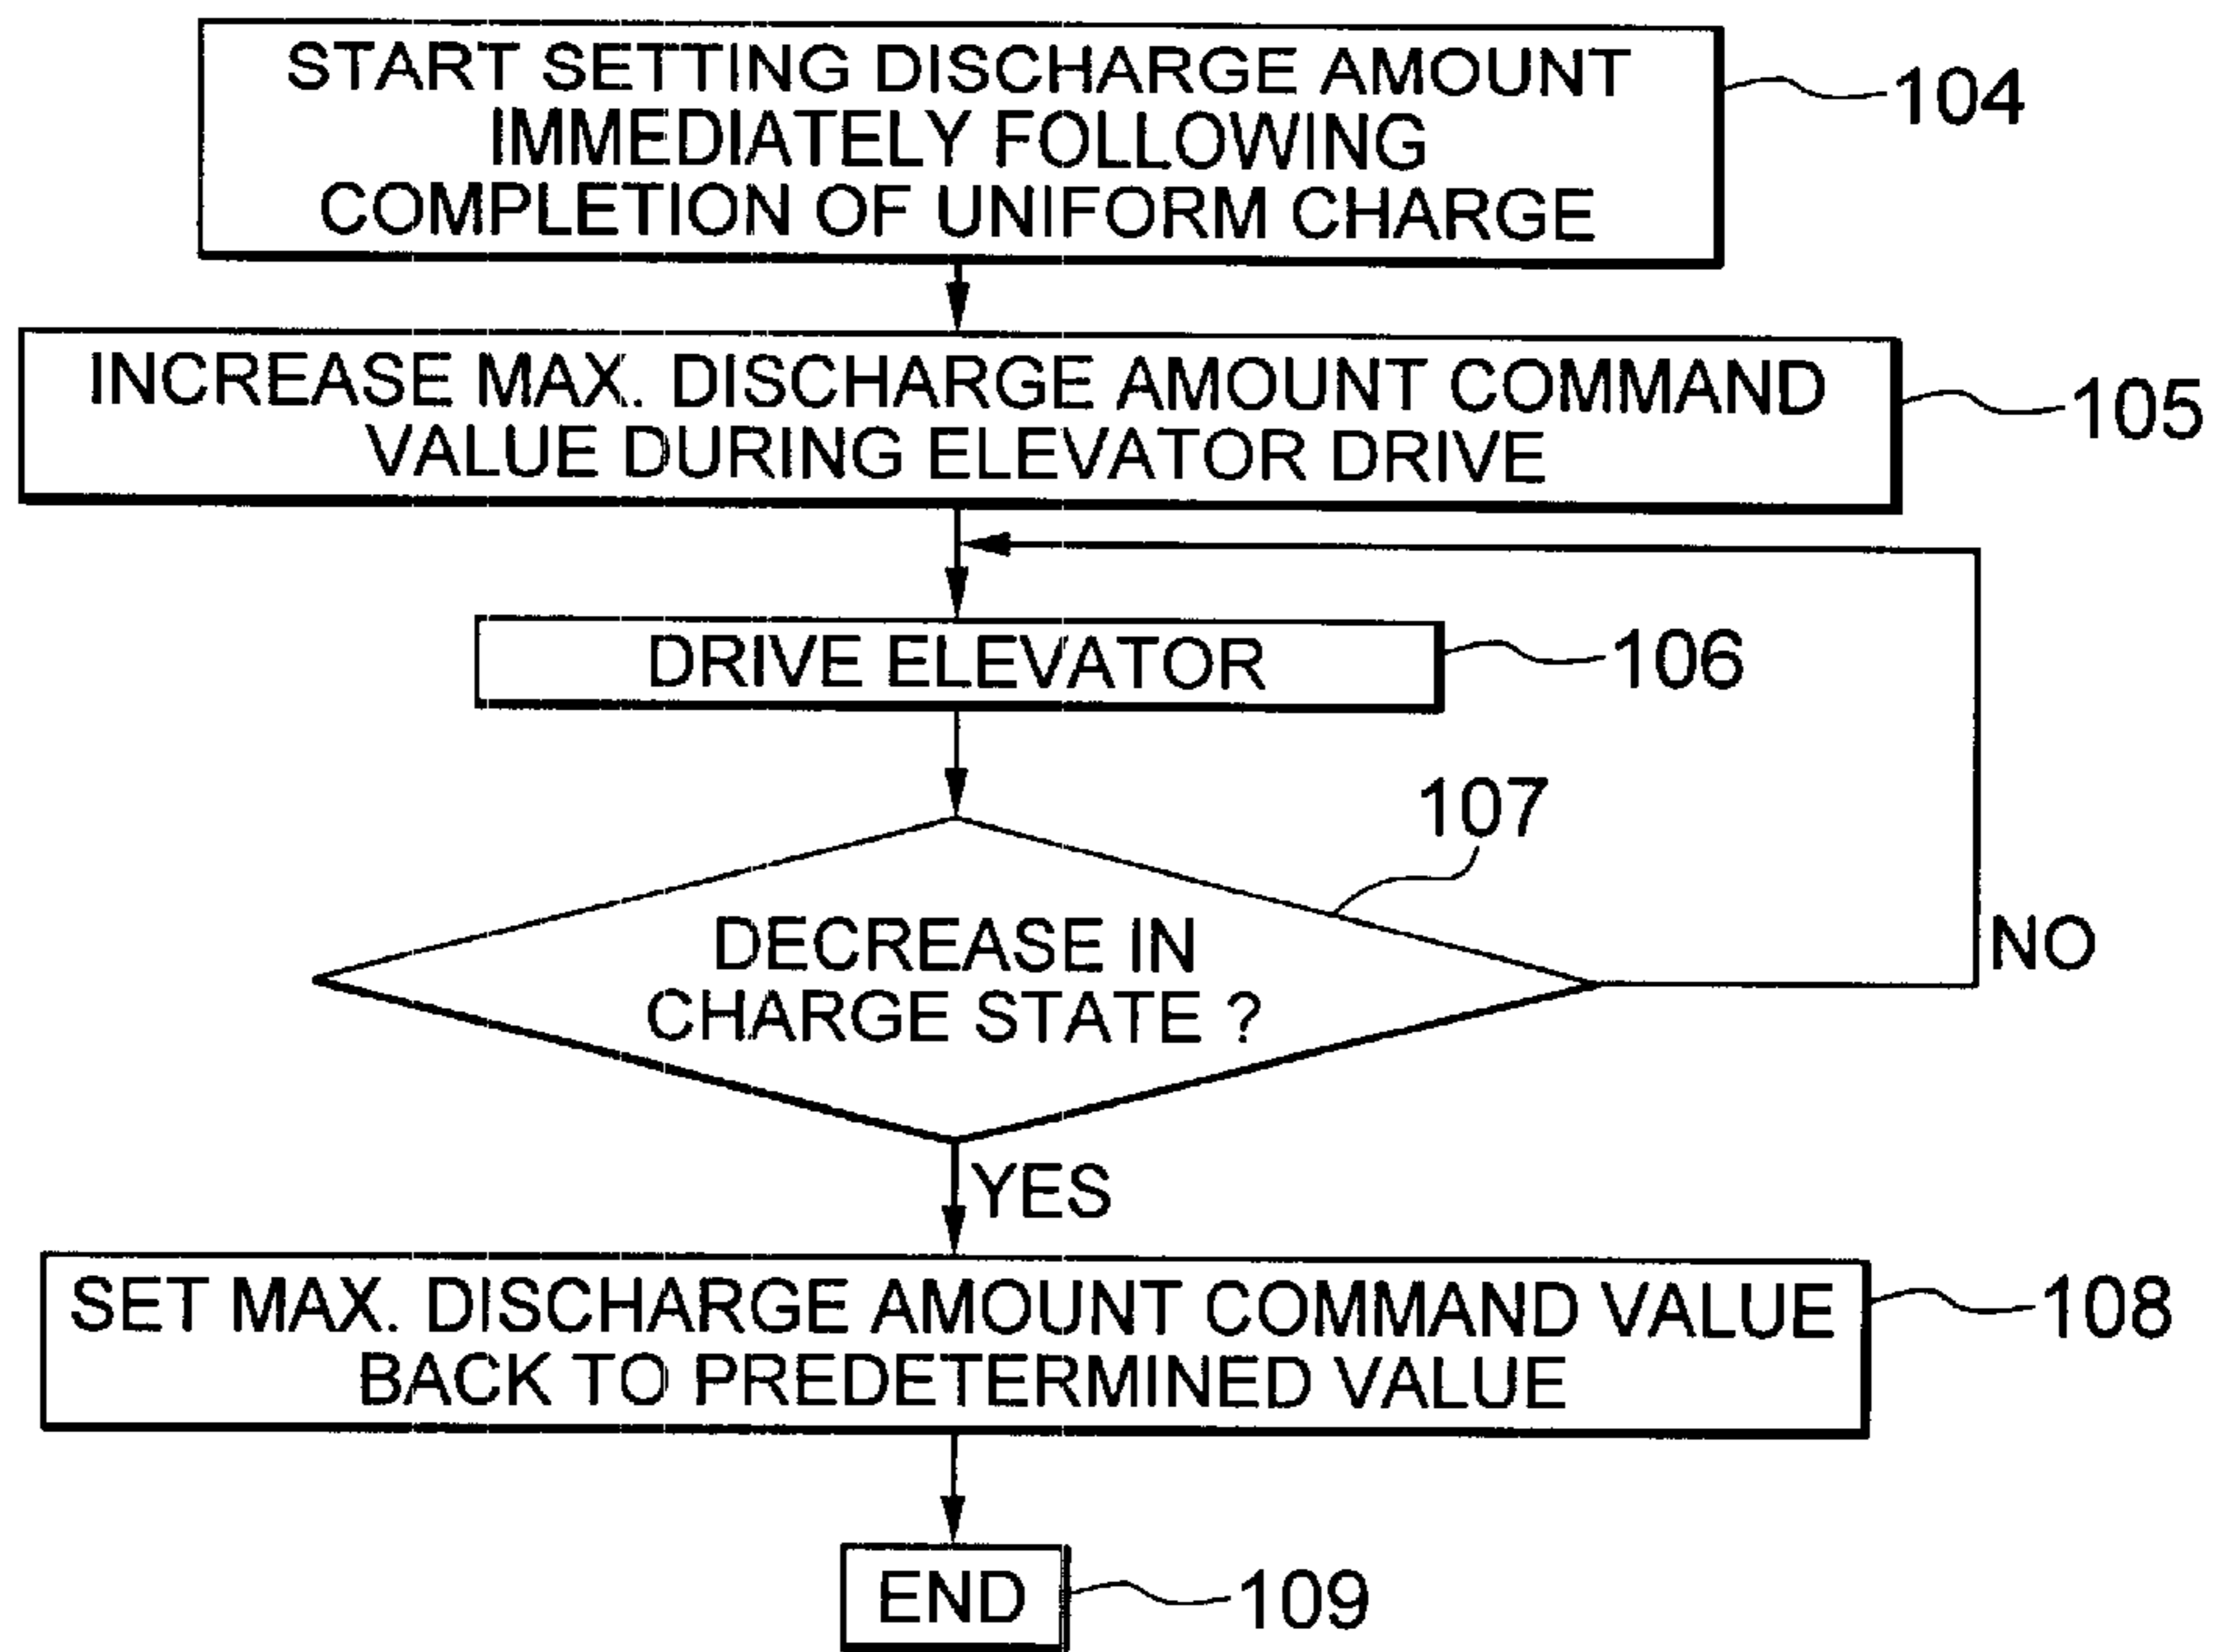 START SETTING DISCHARGE AMOUNT
IMMEDIATELY FOLLOWING
COMPLETION OF UNIFORM CHARGE
104
INCREASE MAX. DISCHARGE AMOUNT COMMAND
VALUE DURING ELEVATOR DRIVE
105
DRIVE ELEVATOR
106
107
DECREASE IN
CHARGE STATE ?
NO
YES
SET MAX. DISCHARGE AMOUNT COMMAND VALUE
BACK TO PREDETERMINED VALUE
108
END
109